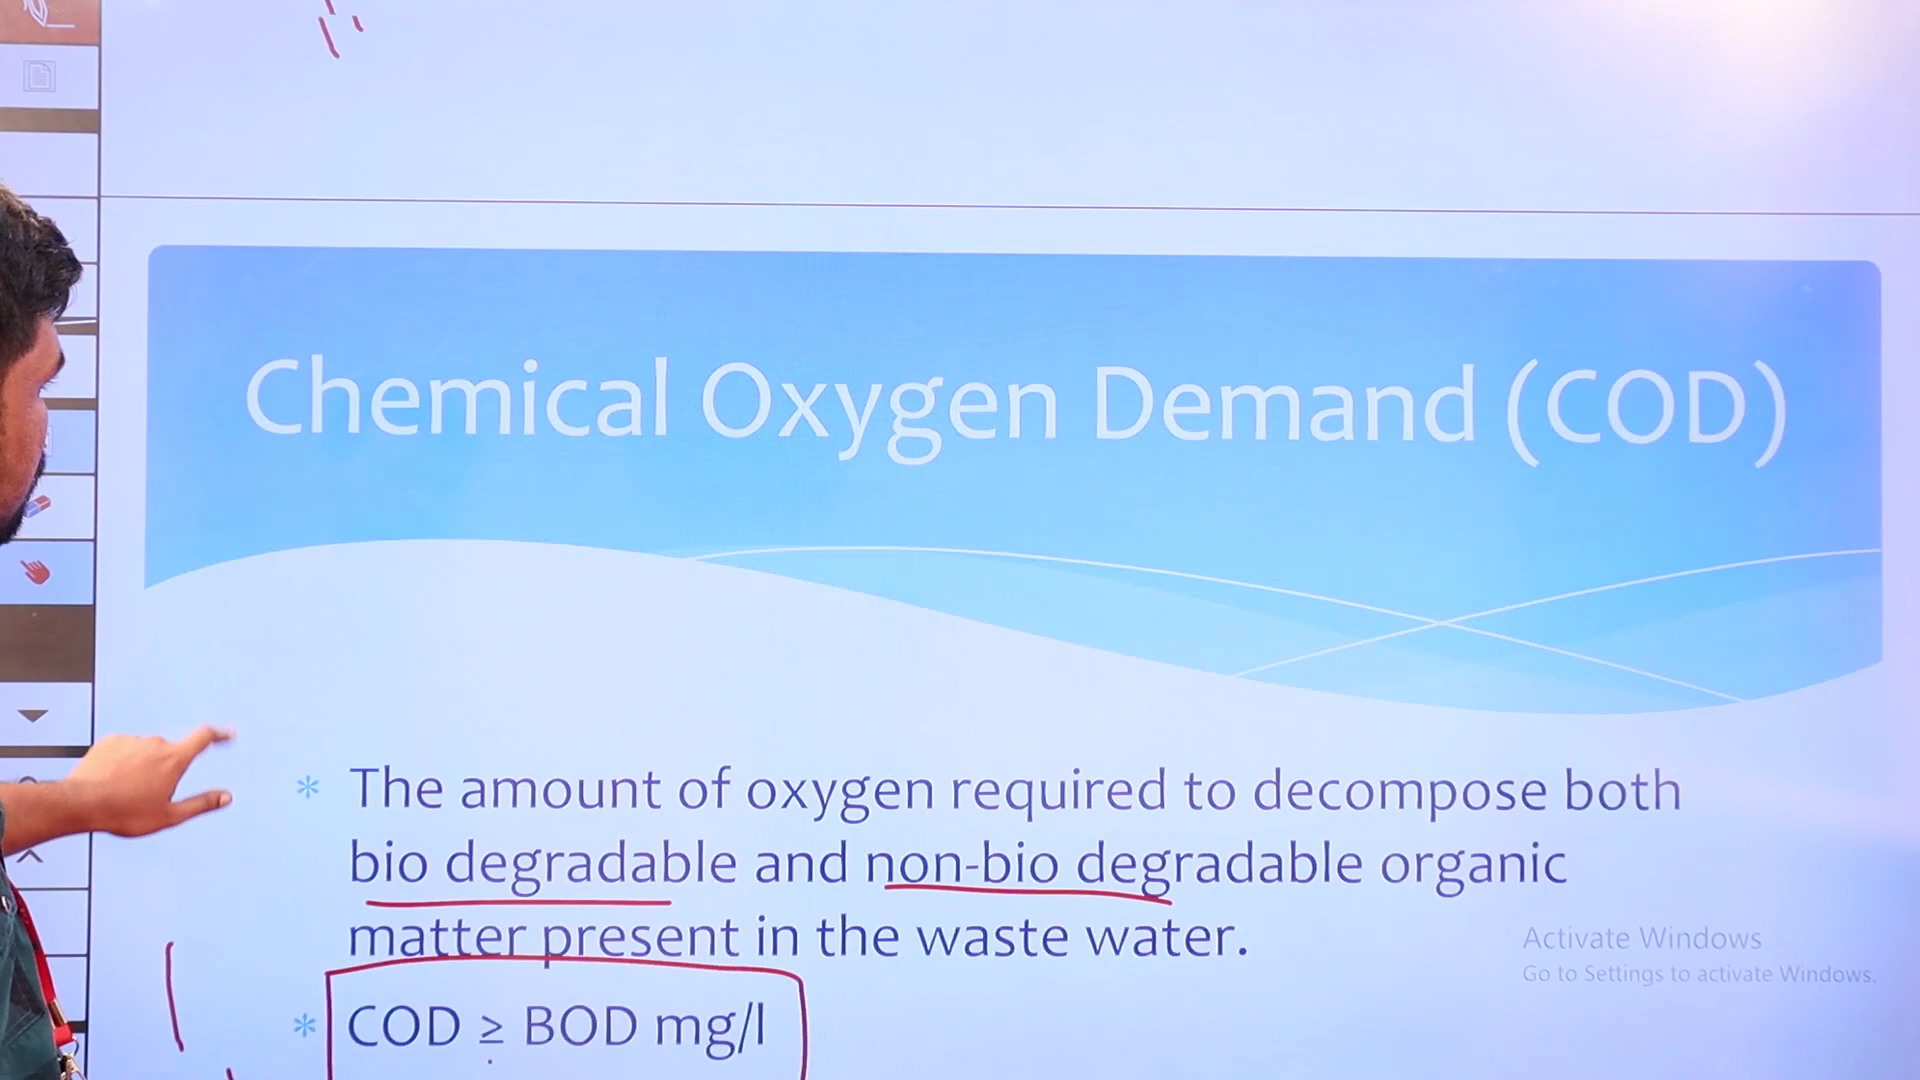 Chemical Oxygen Demand (COD)
* The amount of oxygen required to decompose both
bio degradable and non-bio degradable organic
matter present in the waste water.
* COD ≥ BOD mg/l
Activate Windows
Go to Settings to activate Windows.